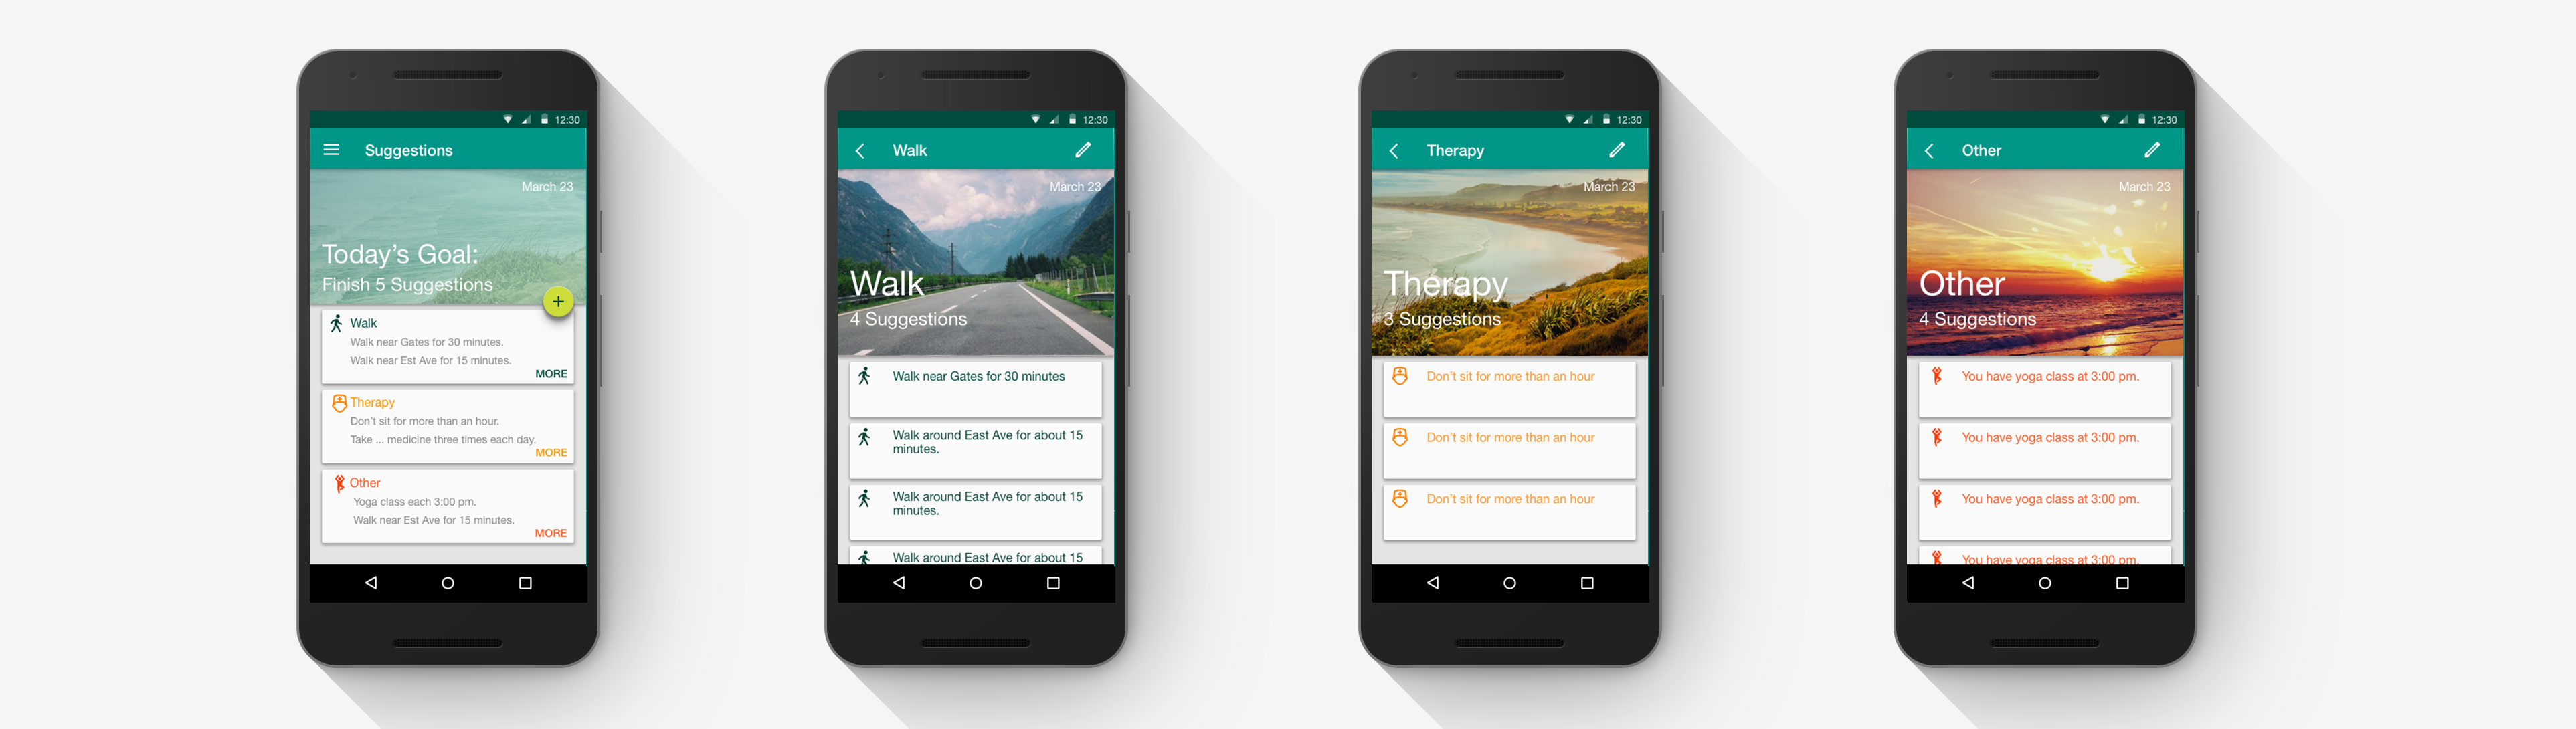 12:30
Suggestions
March 23
Today's Goal:
Finish 5 Suggestions
+
Walk
Walk near Gates for 30 minutes.
Walk near Est Ave for 15 minutes.
MORE
Therapy
Don't sit for more than an hour.
Take ... medicine three times each day.
MORE
Other
Yoga class each 3:00 pm.
Walk near Est Ave for 15 minutes.
MORE
12:30
Walk
March 23
Walk
4 Suggestions
Walk near Gates for 30 minutes
Walk around East Ave for about 15
minutes.
Walk around East Ave for about 15
minutes.
Walk around East Ave for about 15
12:30
Therapy
March 23
Therapy
3 Suggestions
Don't sit for more than an hour
Don't sit for more than an hour
Don't sit for more than an hour
12:30
Other
March 23
Other
4 Suggestions
You have yoga class at 3:00 pm.
You have yoga class at 3:00 pm.
You have yoga class at 3:00 pm.
You have yoga class at 3:00 pm.